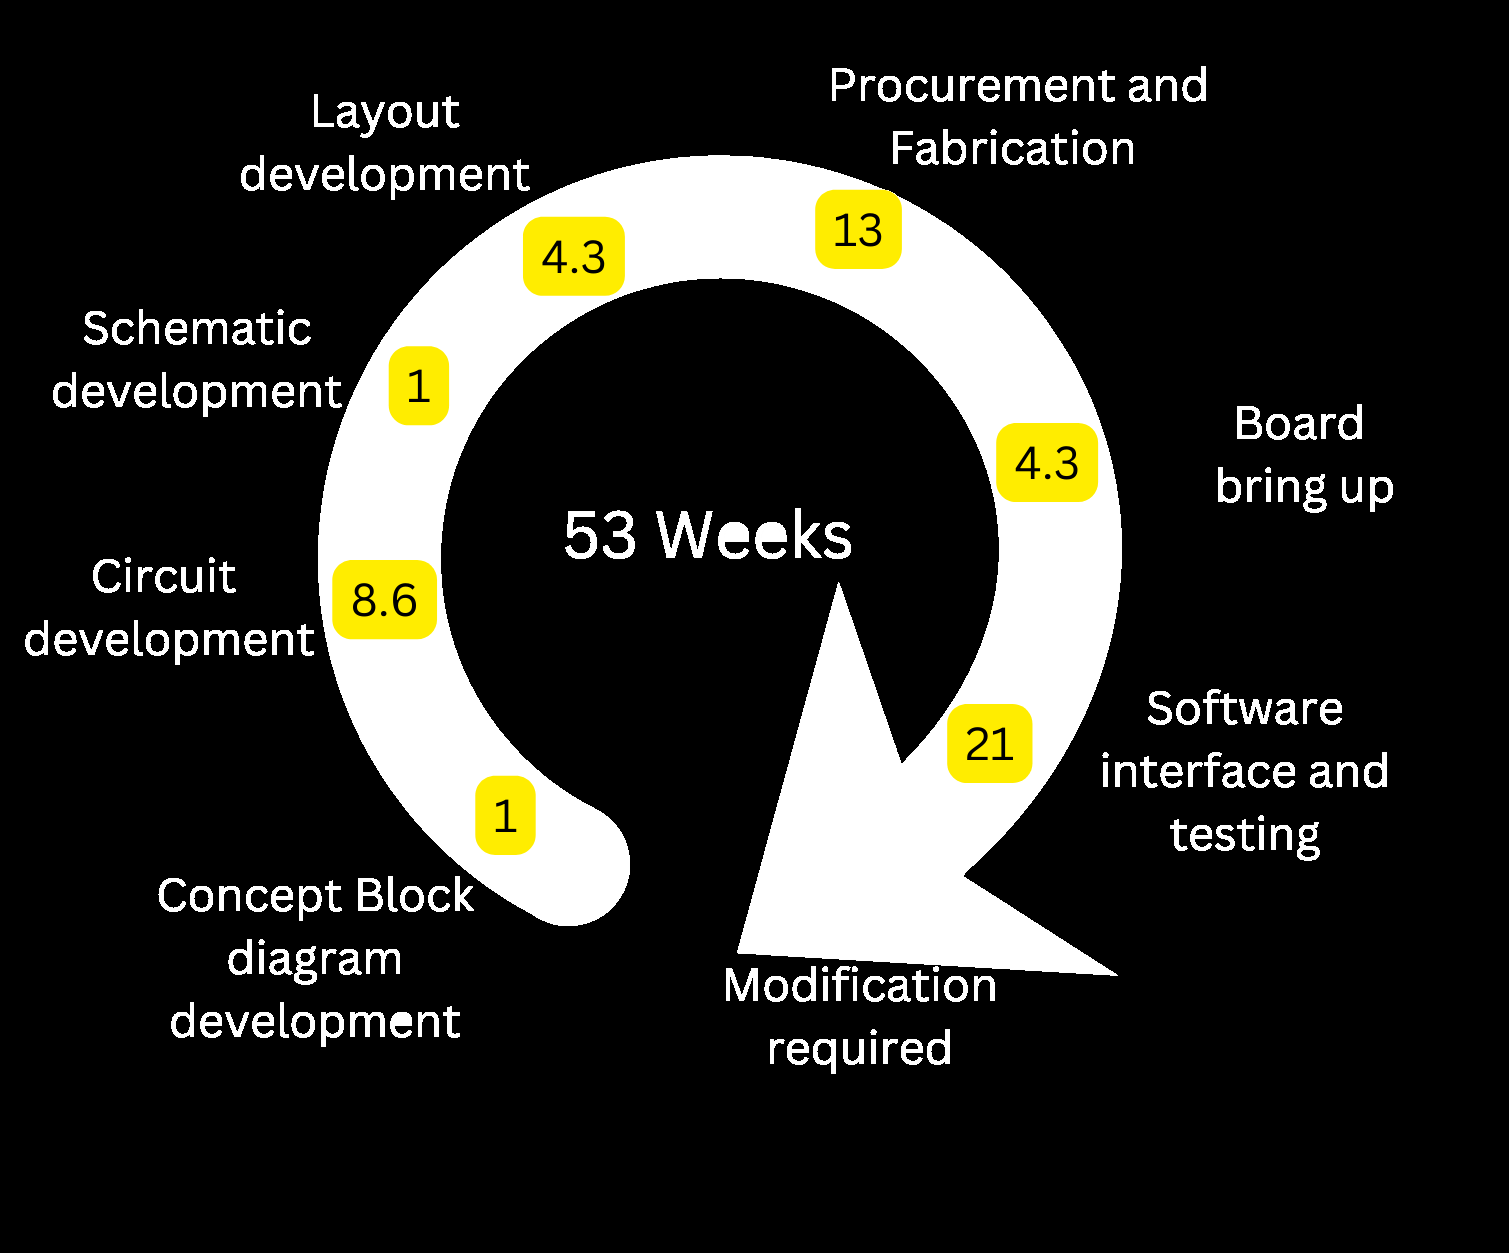 Procurement and
Fabrication
Layout
development
13
4.3
Schematic
development
1
Board
bring up
4.3
53 Weeks
Circuit
development
8.6
Software
interface and
testing
21
1
Concept Block
diagram
development
Modification
required